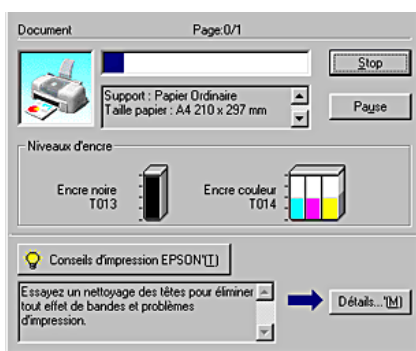 Document Page:0/1
Stop
Support : Papier Ordinaire
Taille papier : A4 210 x 297 mm
Pause
Niveaux d'encre
Encre noire
T013
Encre couleur
T014
Conseils d'impression EPSON'(T)
Essayez un nettoyage des têtes pour éliminer
tout effet de bandes et problèmes
d'impression.
Détails...'(M)